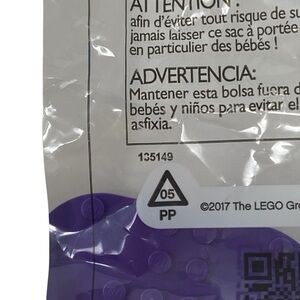 ATTENTION :
afin d'éviter tout risque de su
jamais laisser ce sac à portée
en particulier des bébés !
ADVERTENCIA:
Mantener esta bolsa fuera d
bebés y niños para evitar el
asfixia.
135149
05
PP
©2017 The LEGO Gro